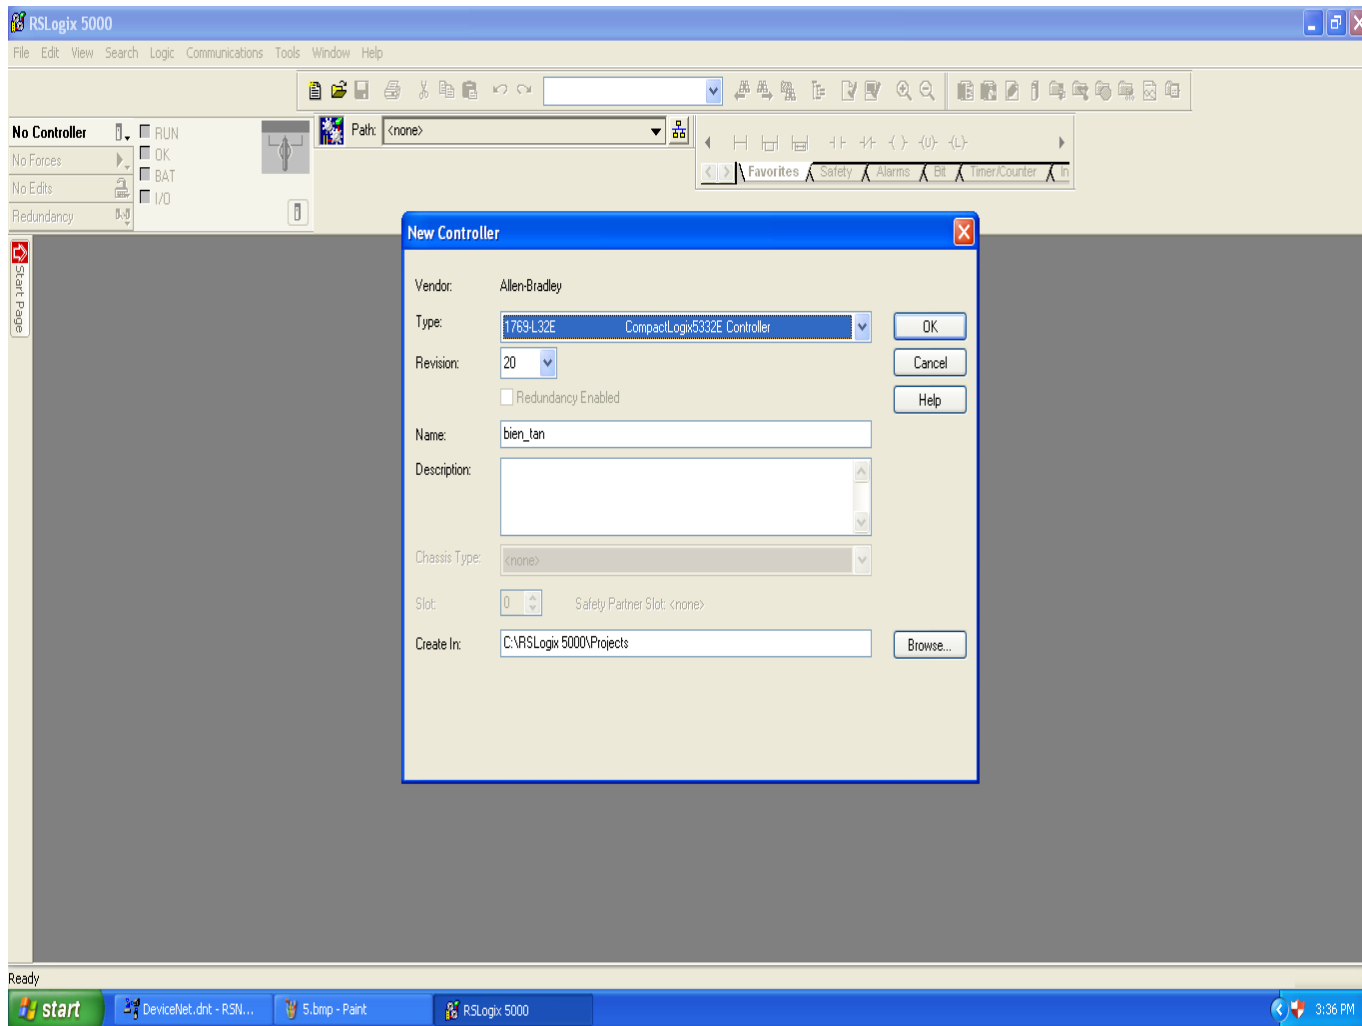 RSLogix 5000
File Edit View Search Logic Communications Tools Window Help
No Controller
RUN
Path: <none>
No Forces
OK
No Edits
BAT
I/O
Redundancy
Favorites Safety Alarms Bit Timer/Counter In
Start Page
New Controller
Vendor: Allen-Bradley
Type: 1769-L32E CompactLogix5332E Controller
OK
Revision: 20
Cancel
Redundancy Enabled
Help
Name: bien_tan
Description:
Chassis Type: <none>
Slot: 0 Safety Partner Slot: <none>
Create In: C:\RSLogix 5000\Projects
Browse...
Ready
start DeviceNet.dnt - RSN... 5.bmp - Paint RSLogix 5000 3:36 PM